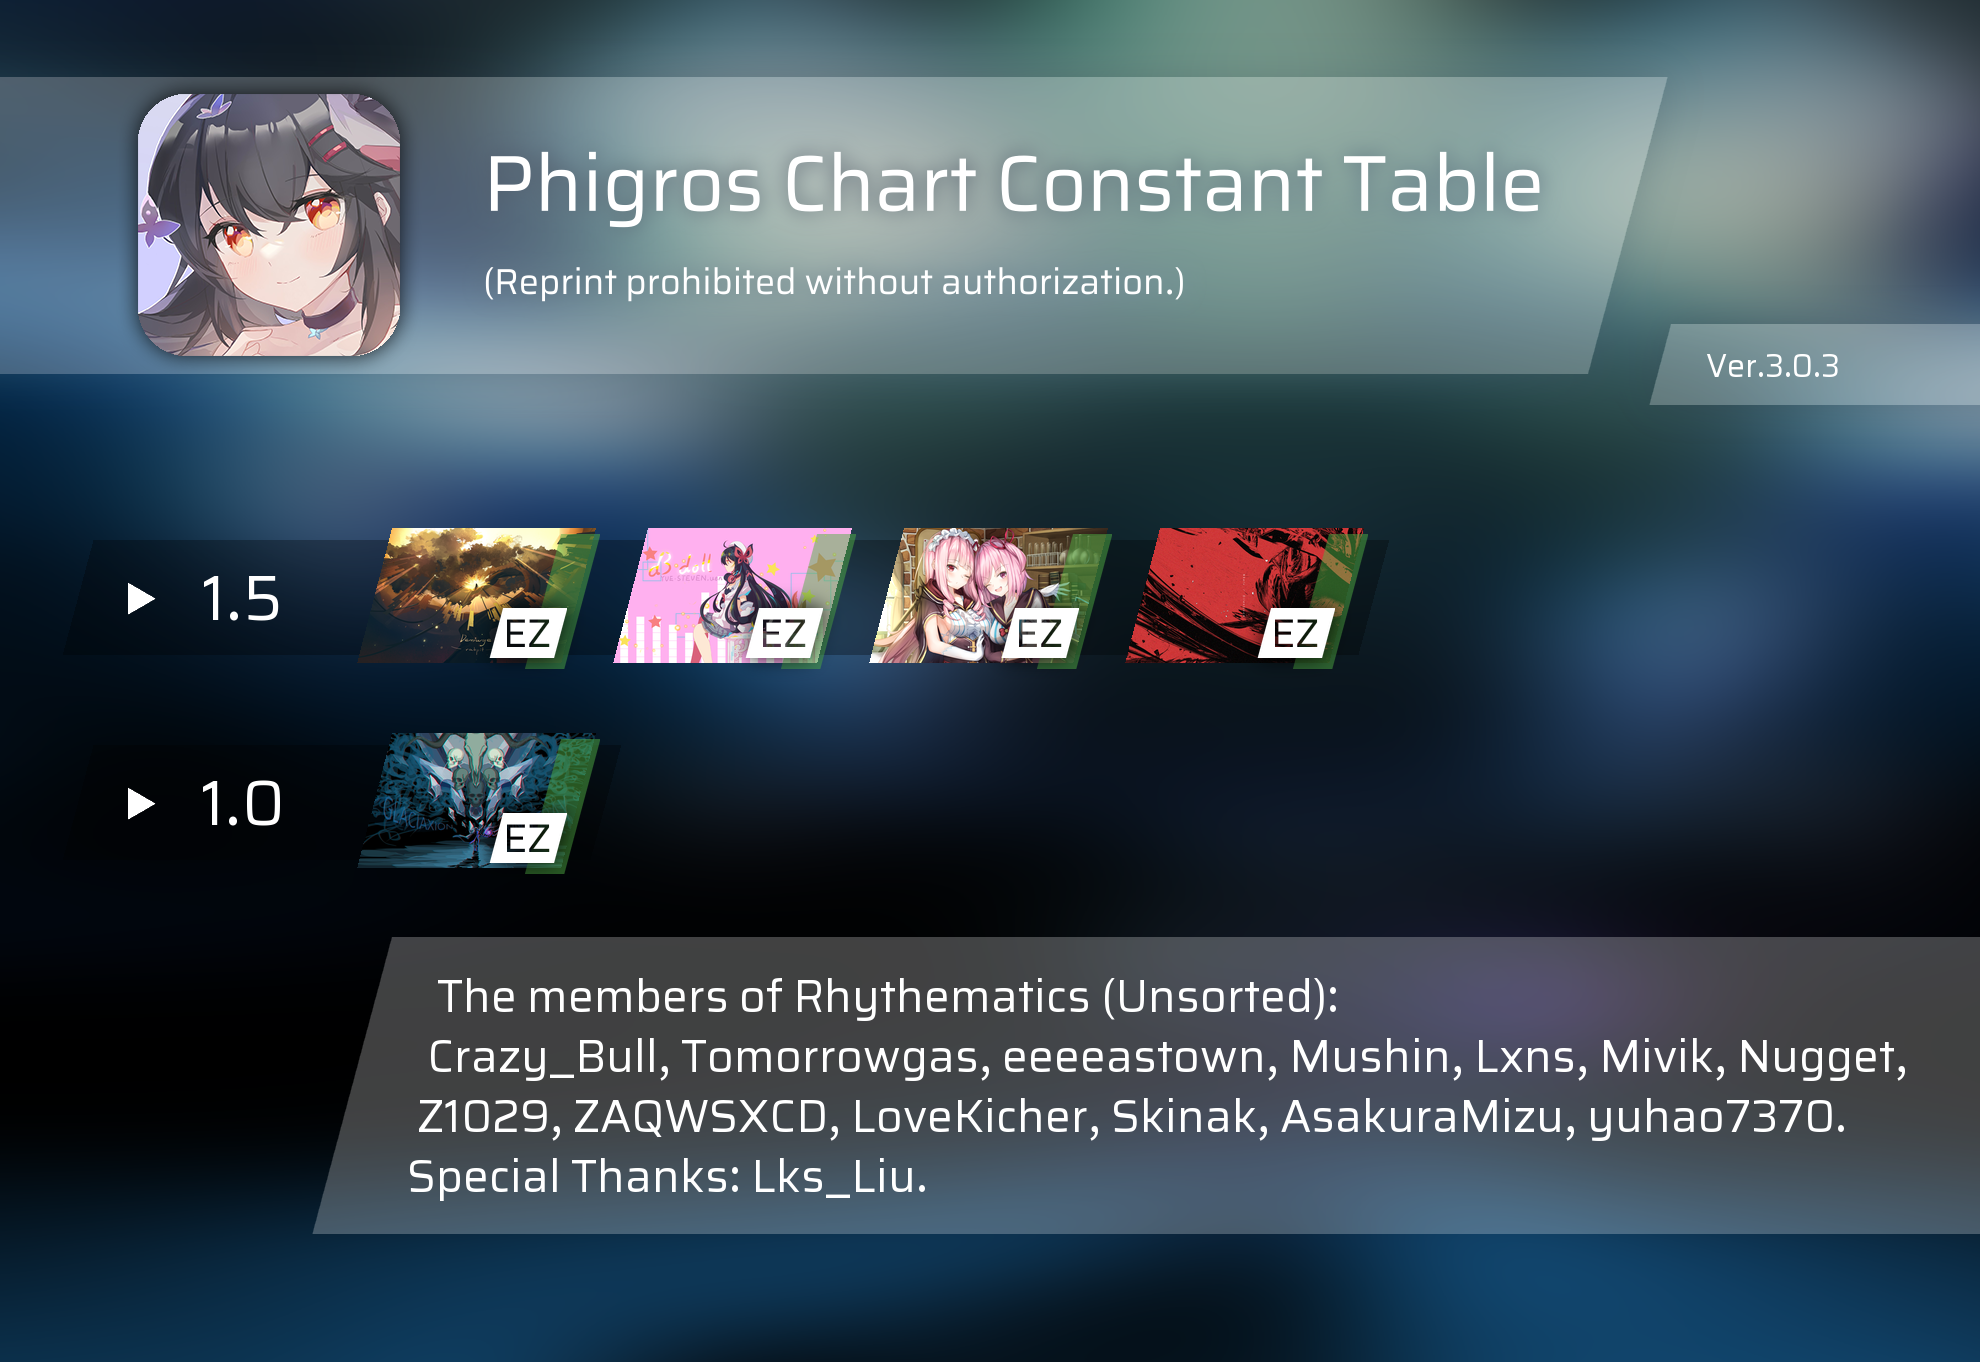 Phigros Chart Constant Table
(Reprint prohibited without authorization.)
Ver.3.0.3
1.5
EZ
B·doll
EZ
EZ
EZ
1.0
GLACIAXION
EZ
The members of Rhythematics (Unsorted):
Crazy_Bull, Tomorrowgas, eeeeastown, Mushin, Lxns, Mivik, Nugget,
Z1029, ZAQWSXCD, LoveKicher, Skinak, AsakuraMizu, yuhao7370.
Special Thanks: Lks_Liu.